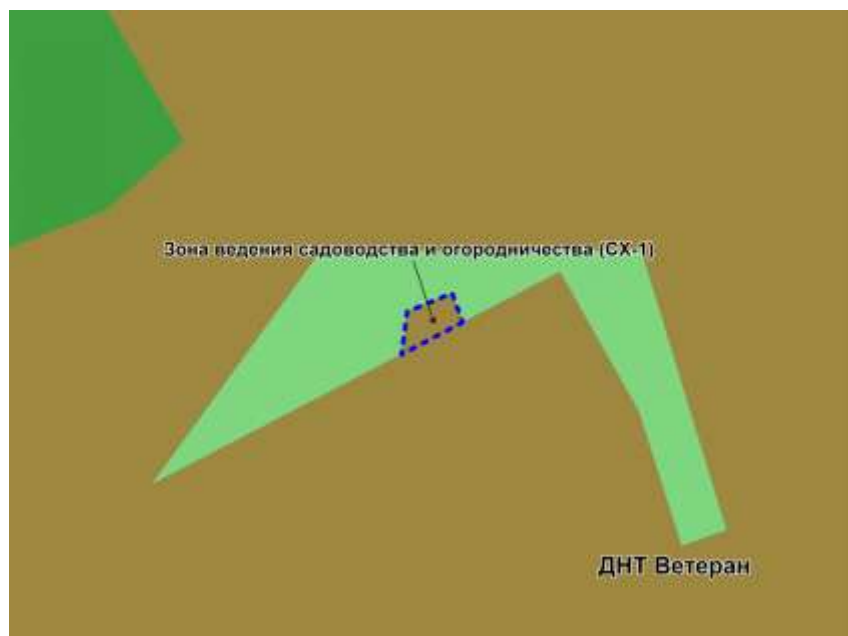 Зона ведения садоводства и огородничества (СХ-1)
ДНТ Ветеран